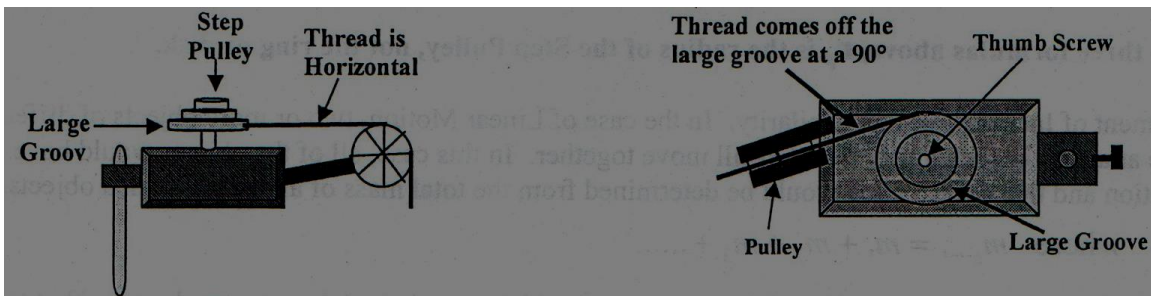 Step
Pulley
Thread is
Horizontal
Large
Groov
Thread comes off the
large groove at a 90°
Thumb Screw
Pulley
Large Groove